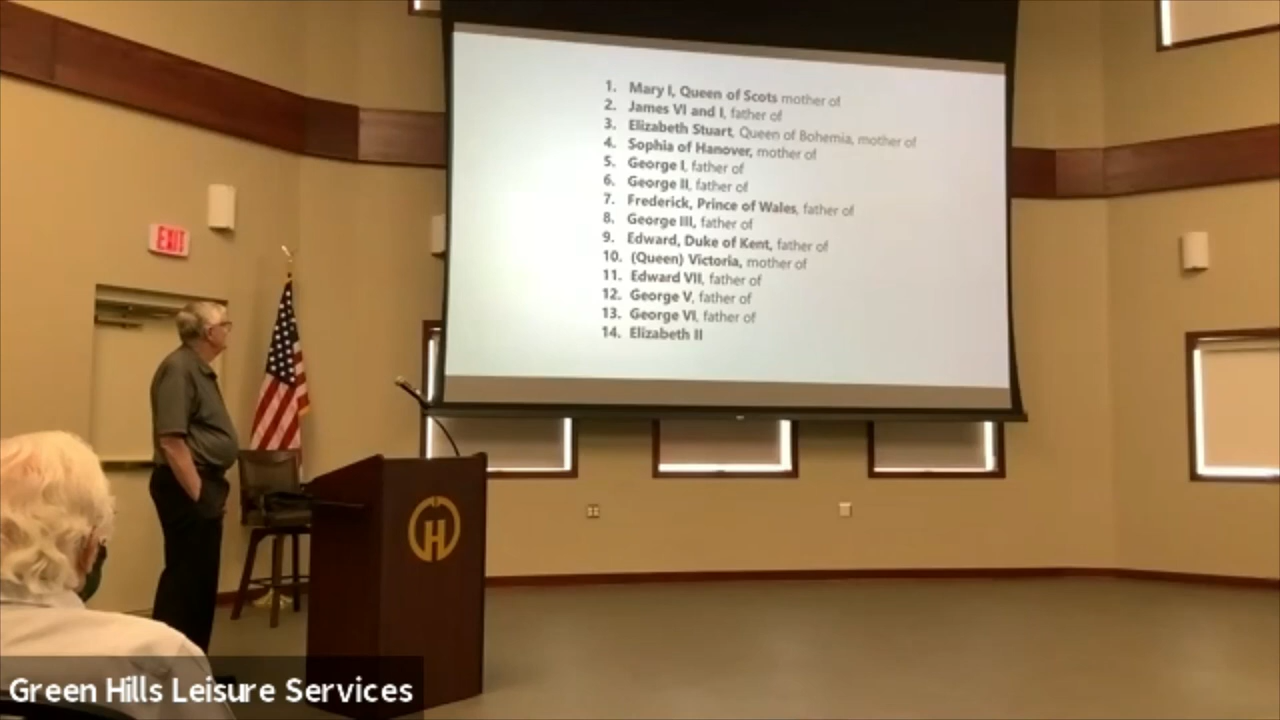 1. Mary I, Queen of Scots mother of
2. James VI and I, father of
3. Elizabeth Stuart, Queen of Bohemia, mother of
4. Sophia of Hanover, mother of
5. George I, father of
6. George II, father of
7. Frederick, Prince of Wales, father of
8. George III, father of
9. Edward, Duke of Kent, father of
10. (Queen) Victoria, mother of
11. Edward VII, father of
12. George V, father of
13. George VI, father of
14. Elizabeth II
EXIT
H
Green Hills Leisure Services